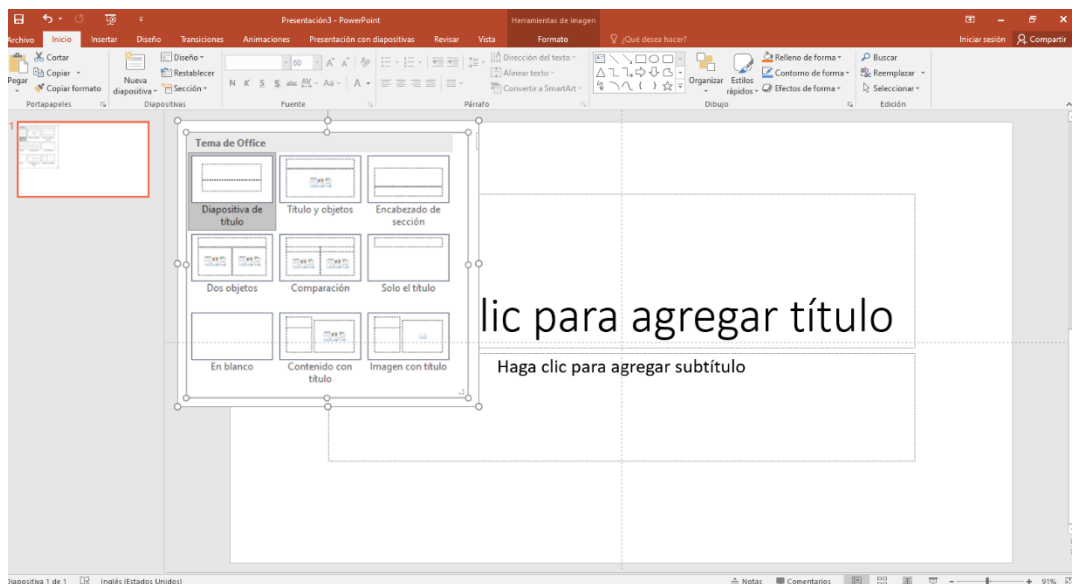 Presentación3 - PowerPoint
Herramientas de imagen
Archivo Inicio Insertar Diseño Transiciones Animaciones Presentación con diapositivas Revisar Vista Formato ¿Qué desea hacer? Iniciar sesión Compartir
Pegar
Cortar
Copiar
Copiar formato
Portapapeles
Nueva
diapositiva
Diseño
Restablecer
Sección
Diapositivas
60
N K S S abc AV Aa A
Fuente
Dirección del texto
Alinear texto
Convertir a SmartArt
Párrafo
Organizar
Estilos
rápidos
Relleno de forma
Contorno de forma
Efectos de forma
Dibujo
Buscar
Reemplazar
Seleccionar
Edición
1
Tema de Office
Diapositiva de
título
Título y objetos
Encabezado de
sección
Dos objetos
Comparación
Solo el título
En blanco
Contenido con
título
Imagen con título
lic para agregar título
Haga clic para agregar subtítulo
Diapositiva 1 de 1 Inglés (Estados Unidos) Notas Comentarios 91%